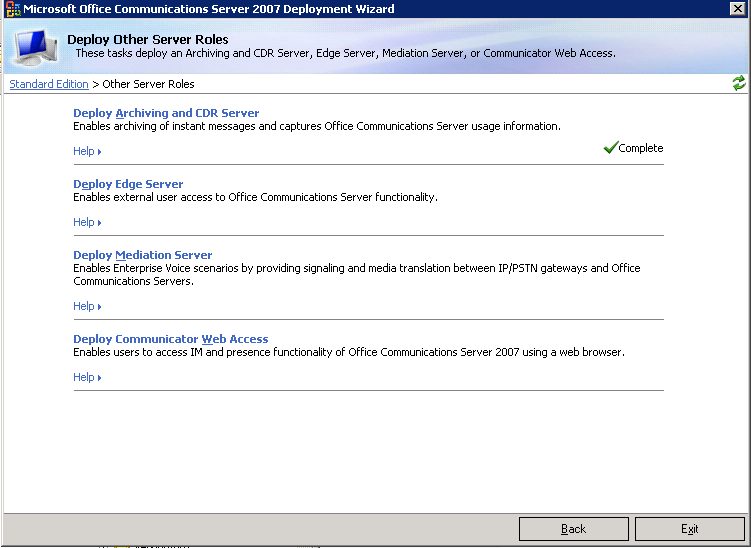 Microsoft Office Communications Server 2007 Deployment Wizard
Deploy Other Server Roles
These tasks deploy an Archiving and CDR Server, Edge Server, Mediation Server, or Communicator Web Access.
Standard Edition > Other Server Roles
Deploy Archiving and CDR Server
Enables archiving of instant messages and captures Office Communications Server usage information.
Help
Complete
Deploy Edge Server
Enables external user access to Office Communications Server functionality.
Help
Deploy Mediation Server
Enables Enterprise Voice scenarios by providing signaling and media translation between IP/PSTN gateways and Office
Communications Servers.
Help
Deploy Communicator Web Access
Enables users to access IM and presence functionality of Office Communications Server 2007 using a web browser.
Help
Back
Exit